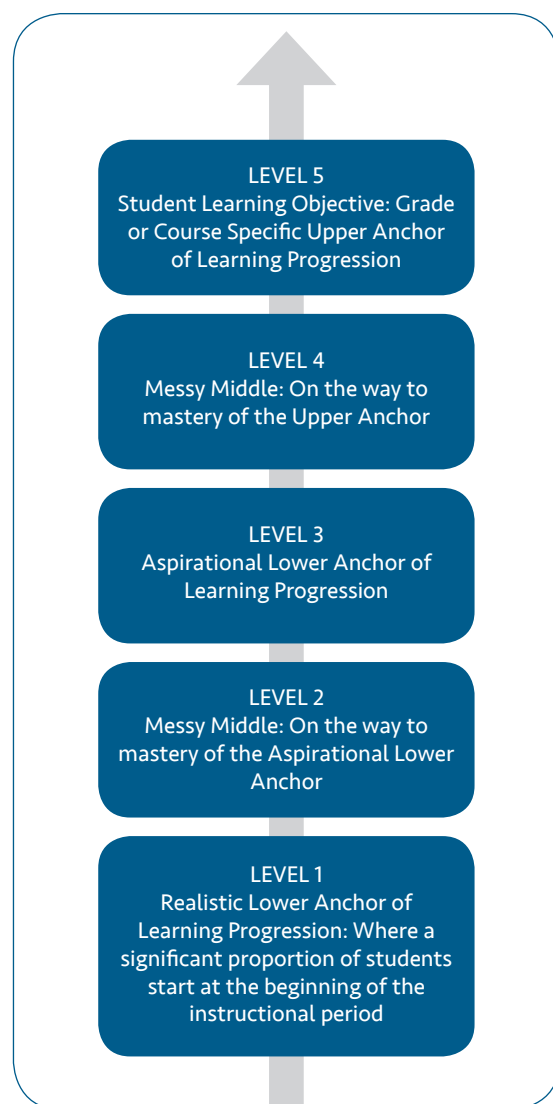 LEVEL 5
Student Learning Objective: Grade
or Course Specific Upper Anchor
of Learning Progression
LEVEL 4
Messy Middle: On the way to
mastery of the Upper Anchor
LEVEL 3
Aspirational Lower Anchor of
Learning Progression
LEVEL 2
Messy Middle: On the way to
mastery of the Aspirational Lower
Anchor
LEVEL 1
Realistic Lower Anchor of
Learning Progression: Where a
significant proportion of students
start at the beginning of the
instructional period